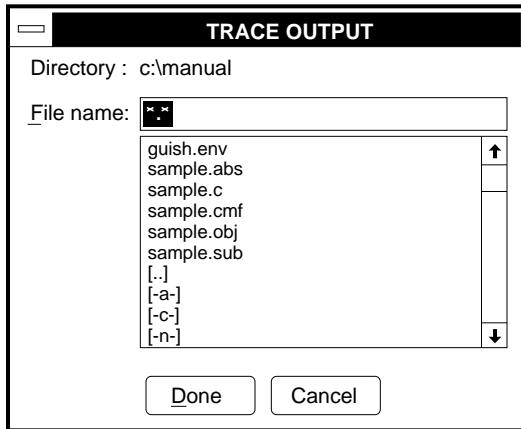 TRACE OUTPUT
Directory : c:\manual
File name: *.*
guish.env
sample.abs
sample.c
sample.cmf
sample.obj
sample.sub
[..]
[-a-]
[-c-]
[-n-]
Done Cancel